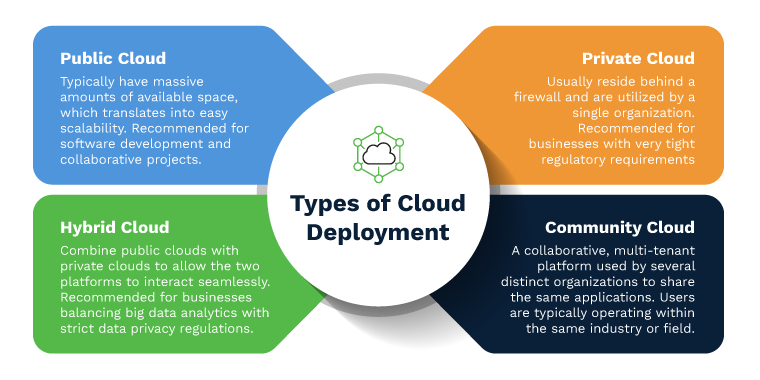 Public Cloud
Typically have massive
amounts of available space,
which translates into easy
scalability. Recommended for
software development and
collaborative projects.
Private Cloud
Usually reside behind a
firewall and are utilized by a
single organization.
Recommended for
businesses with very tight
regulatory requirements
Types of Cloud
Deployment
Hybrid Cloud
Combine public clouds with
private clouds to allow the two
platforms to interact seamlessly.
Recommended for businesses
balancing big data analytics with
strict data privacy regulations.
Community Cloud
A collaborative, multi-tenant
platform used by several
distinct organizations to share
the same applications. Users
are typically operating within
the same industry or field.